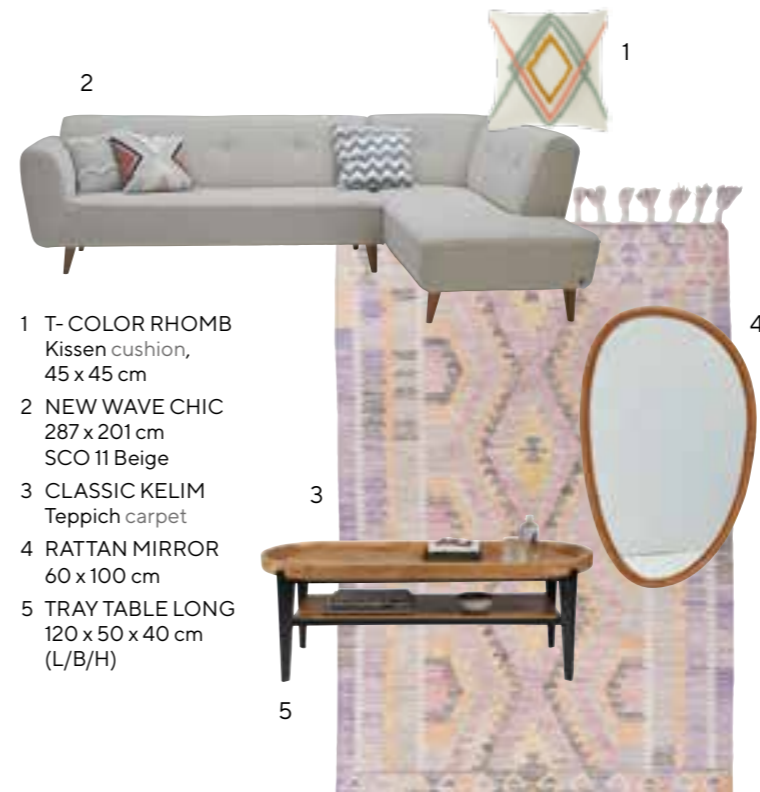 1
2
1 T- COLOR RHOMB
Kissen cushion,
45 x 45 cm
2 NEW WAVE CHIC
287 x 201 cm
SCO 11 Beige
3 CLASSIC KELIM
Teppich carpet
4 RATTAN MIRROR
60 x 100 cm
5 TRAY TABLE LONG
120 x 50 x 40 cm
(L/B/H)
4
3
5